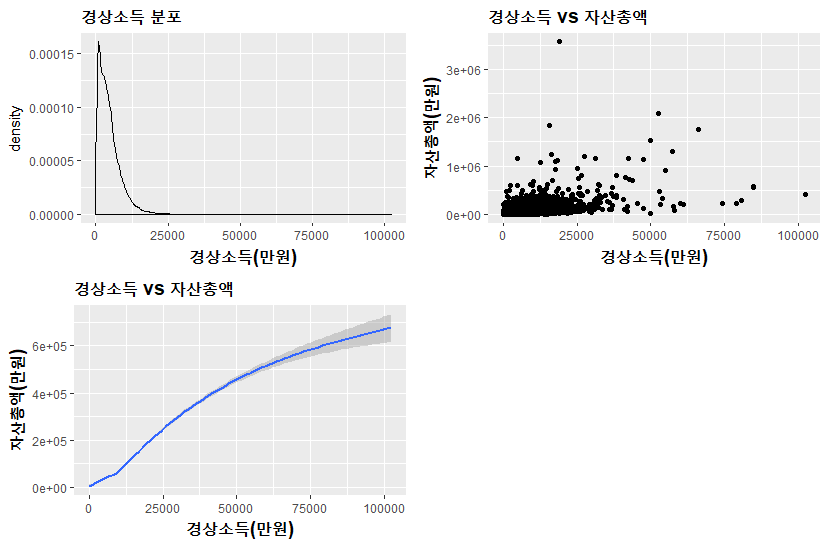 경상소득 분포
0.00015
0.00010
0.00005
0.00000
density
0 25000 50000 75000 100000
경상소득(만원)
경상소득 VS 자산총액
3e+06
2e+06
1e+06
0e+00
자산총액(만원)
0 25000 50000 75000 100000
경상소득(만원)
경상소득 VS 자산총액
6e+05
4e+05
2e+05
0e+00
자산총액(만원)
0 25000 50000 75000 100000
경상소득(만원)